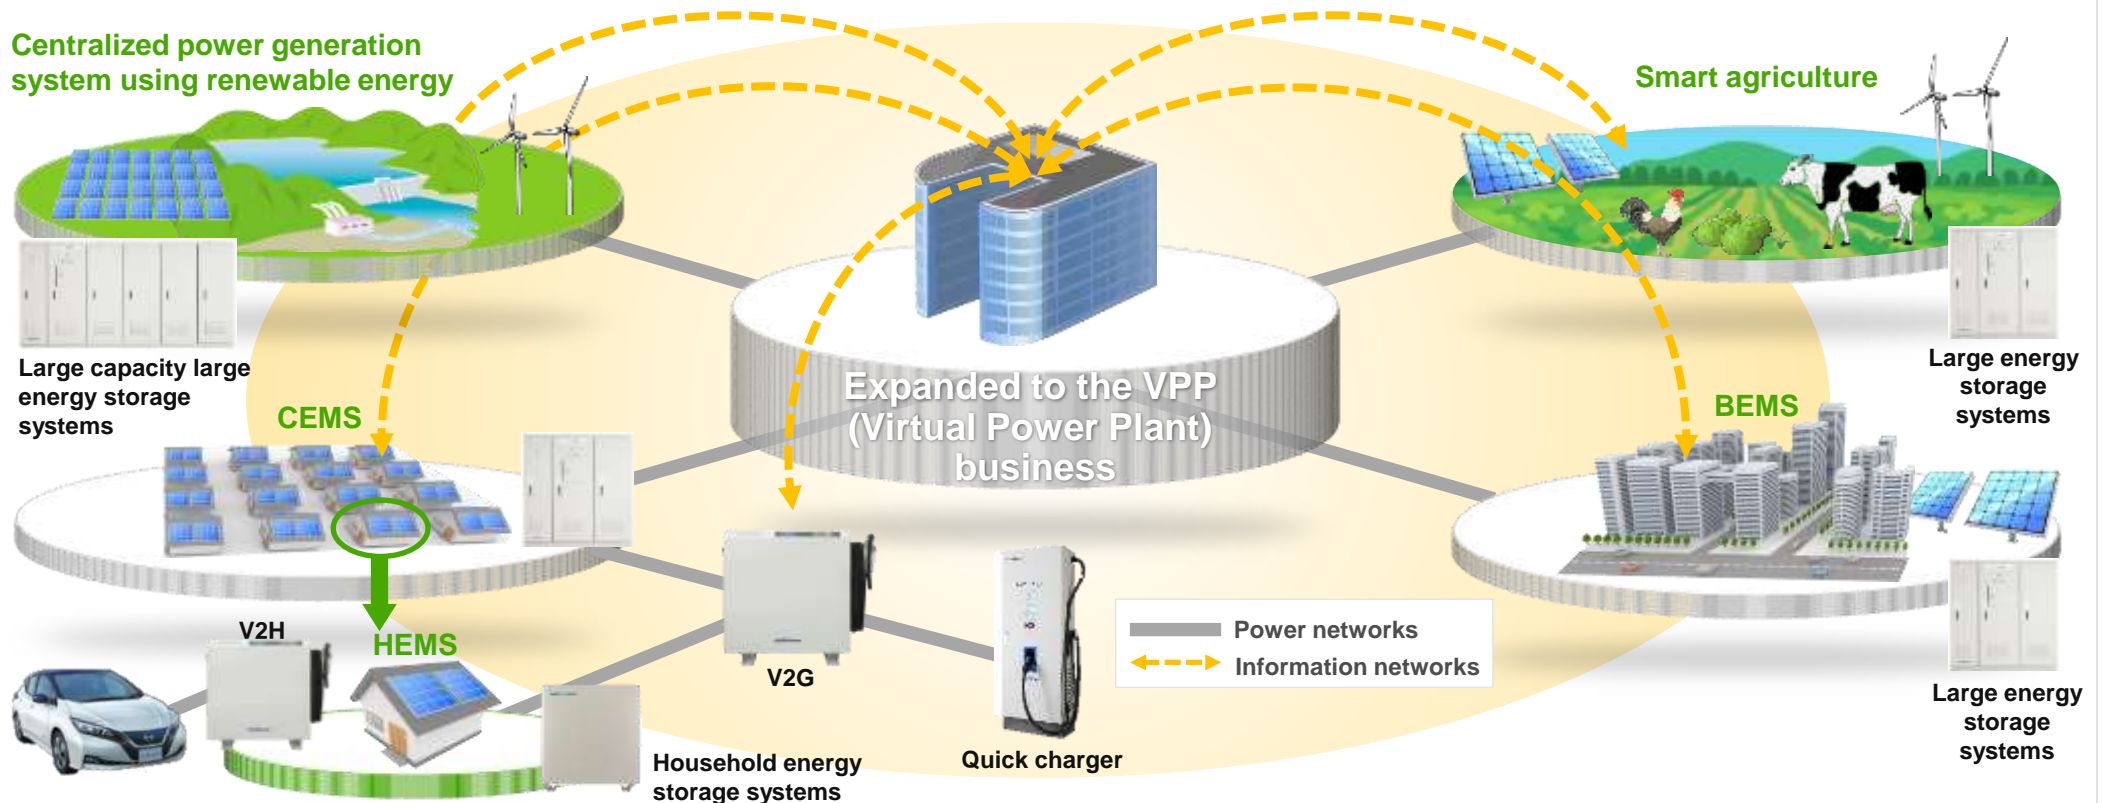 Centralized power generation
system using renewable energy
Smart agriculture
Large capacity large
energy storage
systems
Large energy
storage
systems
Expanded to the VPP
(Virtual Power Plant)
business
CEMS
BEMS
V2H
HEMS
V2G
Power networks
Information networks
Large energy
storage
systems
Quick charger
Household energy
storage systems